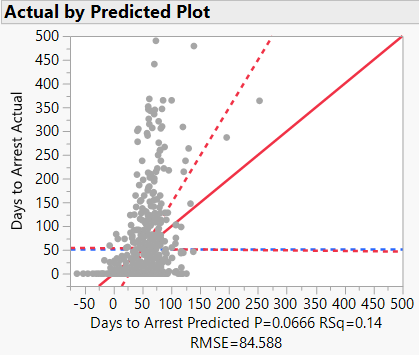 Actual by Predicted Plot
500
450
400
350
300
250
200
150
100
50
0
Days to Arrest Actual
-50 0 50 100 150 200 250 300 350 400 450 500
Days to Arrest Predicted P=0.0666 RSq=0.14
RMSE=84.588